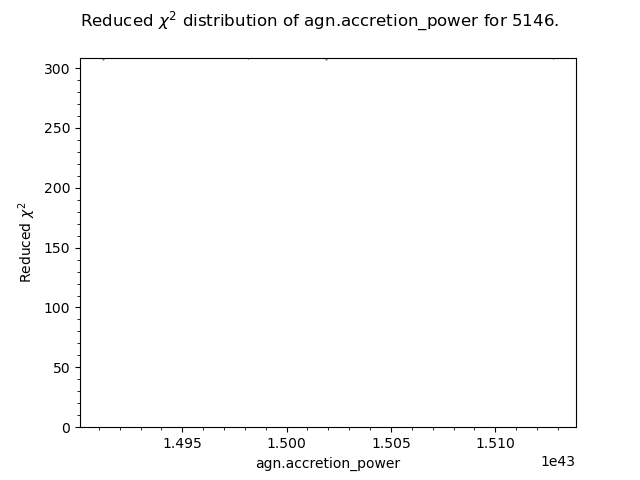 Reduced χ² distribution of agn.accretion_power for 5146.
300
250
200
150
100
50
0
Reduced χ²
1.495 1.500 1.505 1.510
agn.accretion_power
1e43